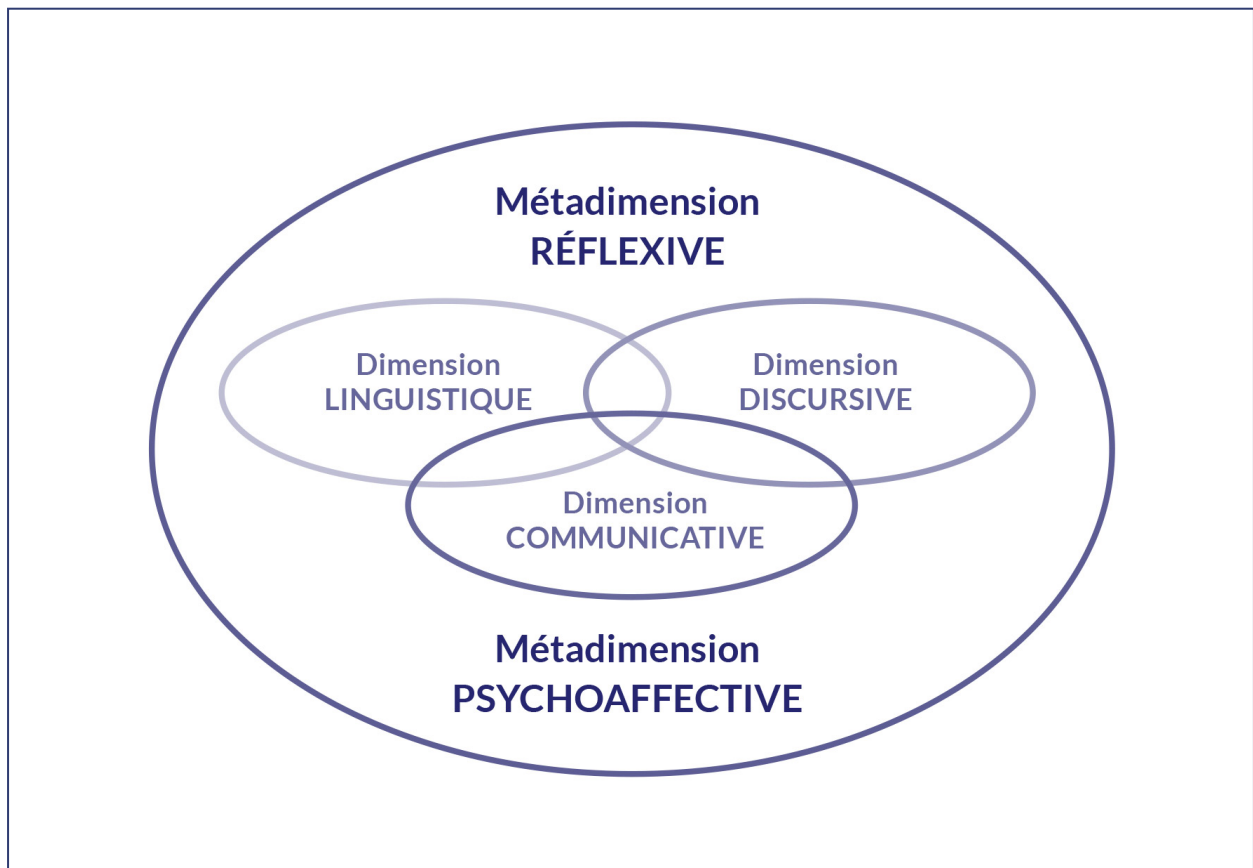 Métadimension
RÉFLEXIVE
Dimension
LINGUISTIQUE
Dimension
DISCURSIVE
Dimension
COMMUNICATIVE
Métadimension
PSYCHOAFFECTIVE